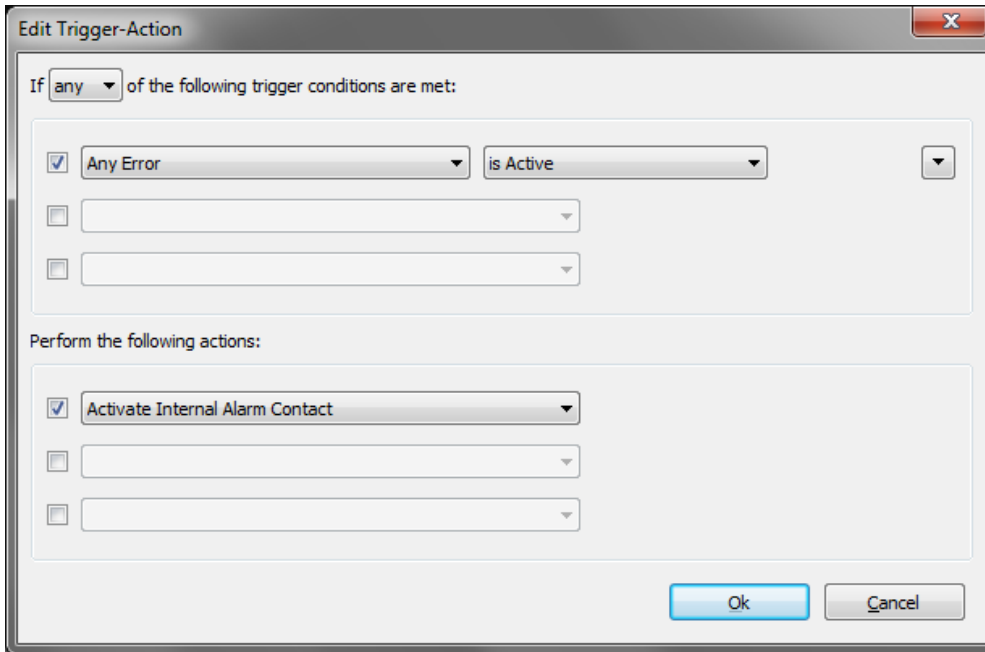 Edit Trigger-Action
If any of the following trigger conditions are met:
Any Error is Active
Perform the following actions:
Activate Internal Alarm Contact
Ok Cancel